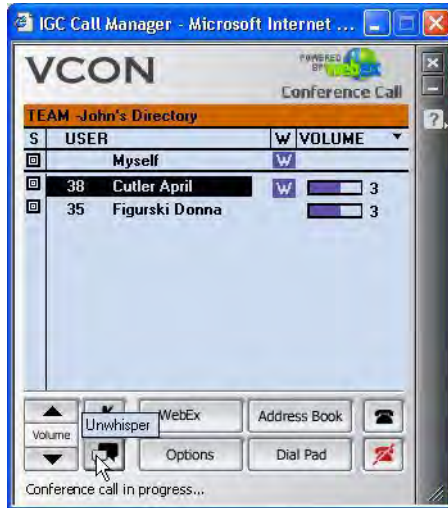 IGC Call Manager - Microsoft Internet ...
VCON
POWERED BY webex
Conference Call
TEAM -John's Directory
S USER W VOLUME
Myself W
38 Cutler April W 3
35 Figurski Donna 3
Volume
WebEx
Address Book
Unwhisper
Options
Dial Pad
Conference call in progress...
?